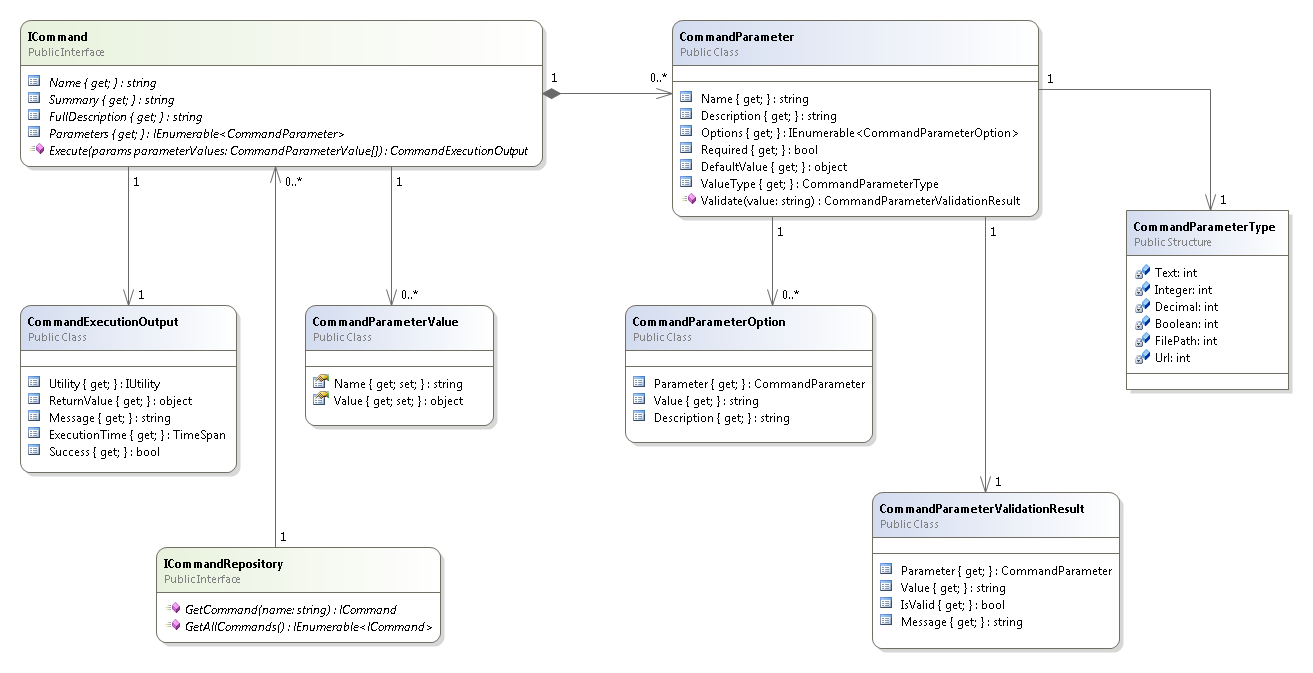 ICommand
Public Interface
Name { get; } : string
Summary { get; } : string
FullDescription { get; } : string
Parameters { get; } : IEnumerable<CommandParameter>
Execute(params parameterValues: CommandParameterValue[]) : CommandExecutionOutput
1
0..*
CommandParameter
Public Class
Name { get; } : string
Description { get; } : string
Options { get; } : IEnumerable<CommandParameterOption>
Required { get; } : bool
DefaultValue { get; } : object
ValueType { get; } : CommandParameterType
Validate(value: string) : CommandParameterValidationResult
1
1
0..*
1
1
1
1
CommandParameterType
Public Structure
Text: int
Integer: int
Decimal: int
Boolean: int
FilePath: int
Url: int
1
0..*
0..*
CommandExecutionOutput
Public Class
Utility { get; } : IUtility
ReturnValue { get; } : object
Message { get; } : string
ExecutionTime { get; } : TimeSpan
Success { get; } : bool
CommandParameterValue
Public Class
Name { get; set; } : string
Value { get; set; } : object
CommandParameterOption
Public Class
Parameter { get; } : CommandParameter
Value { get; } : string
Description { get; } : string
1
1
ICommandRepository
Public Interface
GetCommand(name: string) : ICommand
GetAllCommands() : IEnumerable<ICommand>
CommandParameterValidationResult
Public Class
Parameter { get; } : CommandParameter
Value { get; } : string
IsValid { get; } : bool
Message { get; } : string